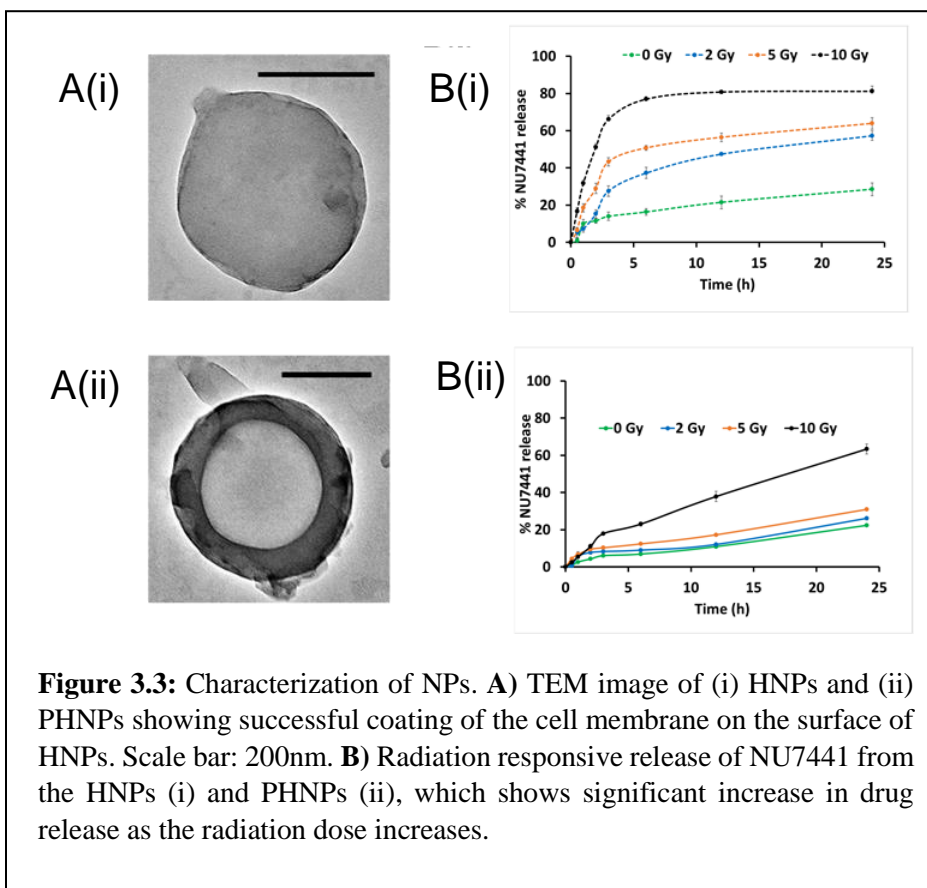 A(i)
B(i)
0 Gy 2 Gy 5 Gy 10 Gy
% NU7441 release
100
80
60
40
20
0
0 5 10 15 20 25
Time (h)
A(ii)
B(ii)
0 Gy 2 Gy 5 Gy 10 Gy
% NU7441 release
100
80
60
40
20
0
0 5 10 15 20 25
Time (h)
Figure 3.3: Characterization of NPs. A) TEM image of (i) HNPs and (ii)
PHNPs showing successful coating of the cell membrane on the surface of
HNPs. Scale bar: 200nm. B) Radiation responsive release of NU7441 from
the HNPs (i) and PHNPs (ii), which shows significant increase in drug
release as the radiation dose increases.